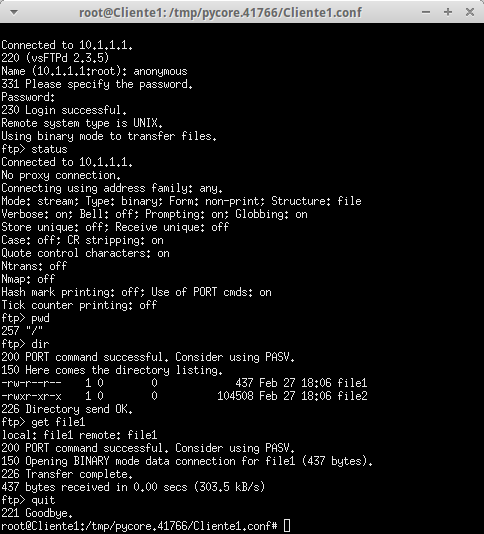 root@Cliente1: /tmp/pycore.41766/Cliente1.conf
Connected to 10.1.1.1.
220 (vsFTPd 2.3.5)
Name (10.1.1.1:root): anonymous
331 Please specify the password.
Password:
230 Login successful.
Remote system type is UNIX.
Using binary mode to transfer files.
ftp> status
Connected to 10.1.1.1.
No proxy connection.
Connecting using address family: any.
Mode: stream; Type: binary; Form: non-print; Structure: file
Verbose: on; Bell: off; Prompting: on; Globbing: on
Store unique: off; Receive unique: off
Case: off; CR stripping: on
Quote control characters: on
Ntrans: off
Nmap: off
Hash mark printing: off; Use of PORT cmds: on
Tick counter printing: off
ftp> pwd
257 "/"
ftp> dir
200 PORT command successful. Consider using PASV.
150 Here comes the directory listing.
-rw-r--r--    1 0        0             437 Feb 27 18:06 file1
-rwxr-xr-x    1 0        0          104508 Feb 27 18:06 file2
226 Directory send OK.
ftp> get file1
local: file1 remote: file1
200 PORT command successful. Consider using PASV.
150 Opening BINARY mode data connection for file1 (437 bytes).
226 Transfer complete.
437 bytes received in 0.00 secs (303.5 kB/s)
ftp> quit
221 Goodbye.
root@Cliente1:/tmp/pycore.41766/Cliente1.conf#